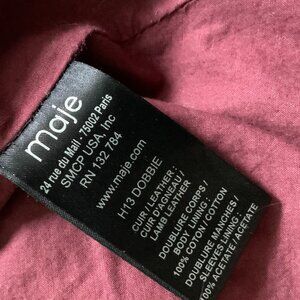 maje
24 rue du Mail - 75002 Paris
SMCP USA, Inc
RN 132 784
www.maje.com
H13 DOBBIE
CUIR LEATHER :
CUIR D'AGNEAU /
LAMB LEATHER
DOUBLURE CORPS /
BODY LINING :
100% COTON /COTTON
DOUBLURE MANCHES /
SLEEVES LINING :
100% ACETATE / ACETATE